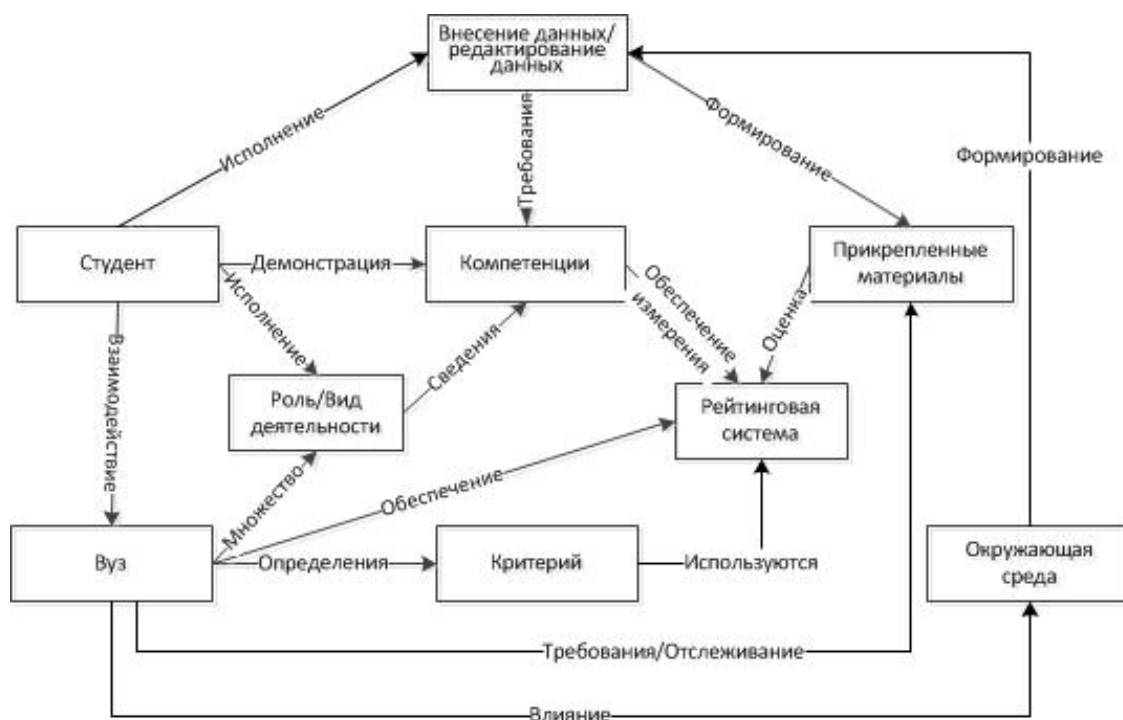 Внесение данных/
редактирование
данных
Исполнение
Требования
Формирование
Формирование
Студент
Демонстрация
Компетенции
Прикрепленные
материалы
Исполнение
Обеспечение
измерения
Оценка
Взаимодействие
Роль/Вид
деятельности
Сведения
Рейтинговая
система
Множество
Обеспечение
Вуз
Определения
Критерий
Используются
Окружающая
среда
Требования/Отслеживание
Влияние